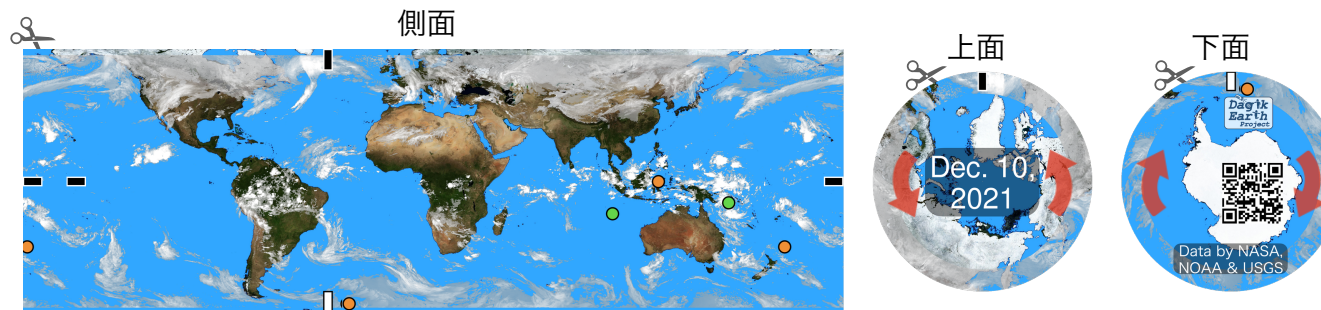 側面
上面
下面
Dec. 10,
2021
Dagik
Earth
Project
Data by NASA,
NOAA & USGS